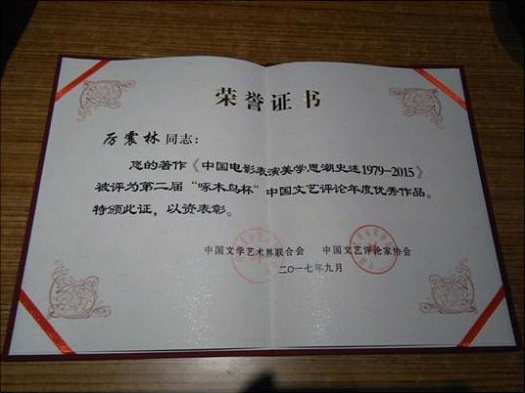 荣誉证书
厉震林同志：
您的著作《中国电影表演美学思潮史述1979-2015》
被评为第二届“啄木鸟杯”中国文艺评论年度优秀作品。
特颁此证，以资表彰。
中国文学艺术界联合会 中国文艺评论家协会
二〇一七年九月